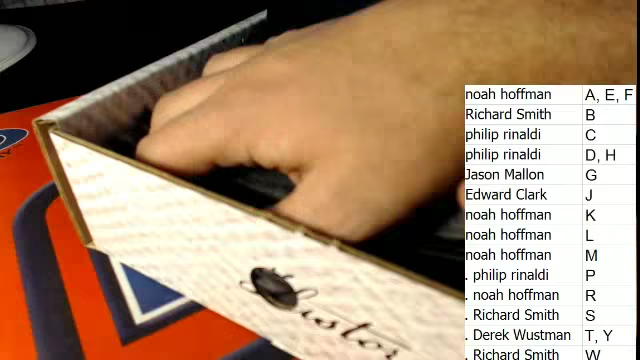 noah hoffman A, E, F
Richard Smith B
philip rinaldi C
philip rinaldi D, H
Jason Mallon G
Edward Clark J
noah hoffman K
noah hoffman L
noah hoffman M
. philip rinaldi P
. noah hoffman R
. Richard Smith S
. Derek Wustman T, Y
. Richard Smith W